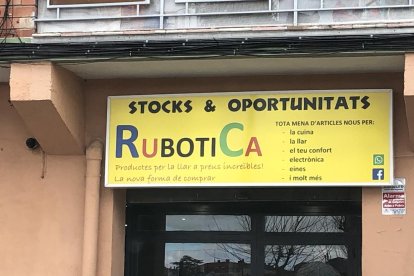 STOCKS & OPORTUNITATS
RUBOTICA
Productes per la llar a preus increïbles!
La nova forma de comprar
TOTA MENA D'ARTICLES NOUS PER:
- la cuina
- la llar
- el teu confort
- electrònica
- eines
- i molt més
Alarma